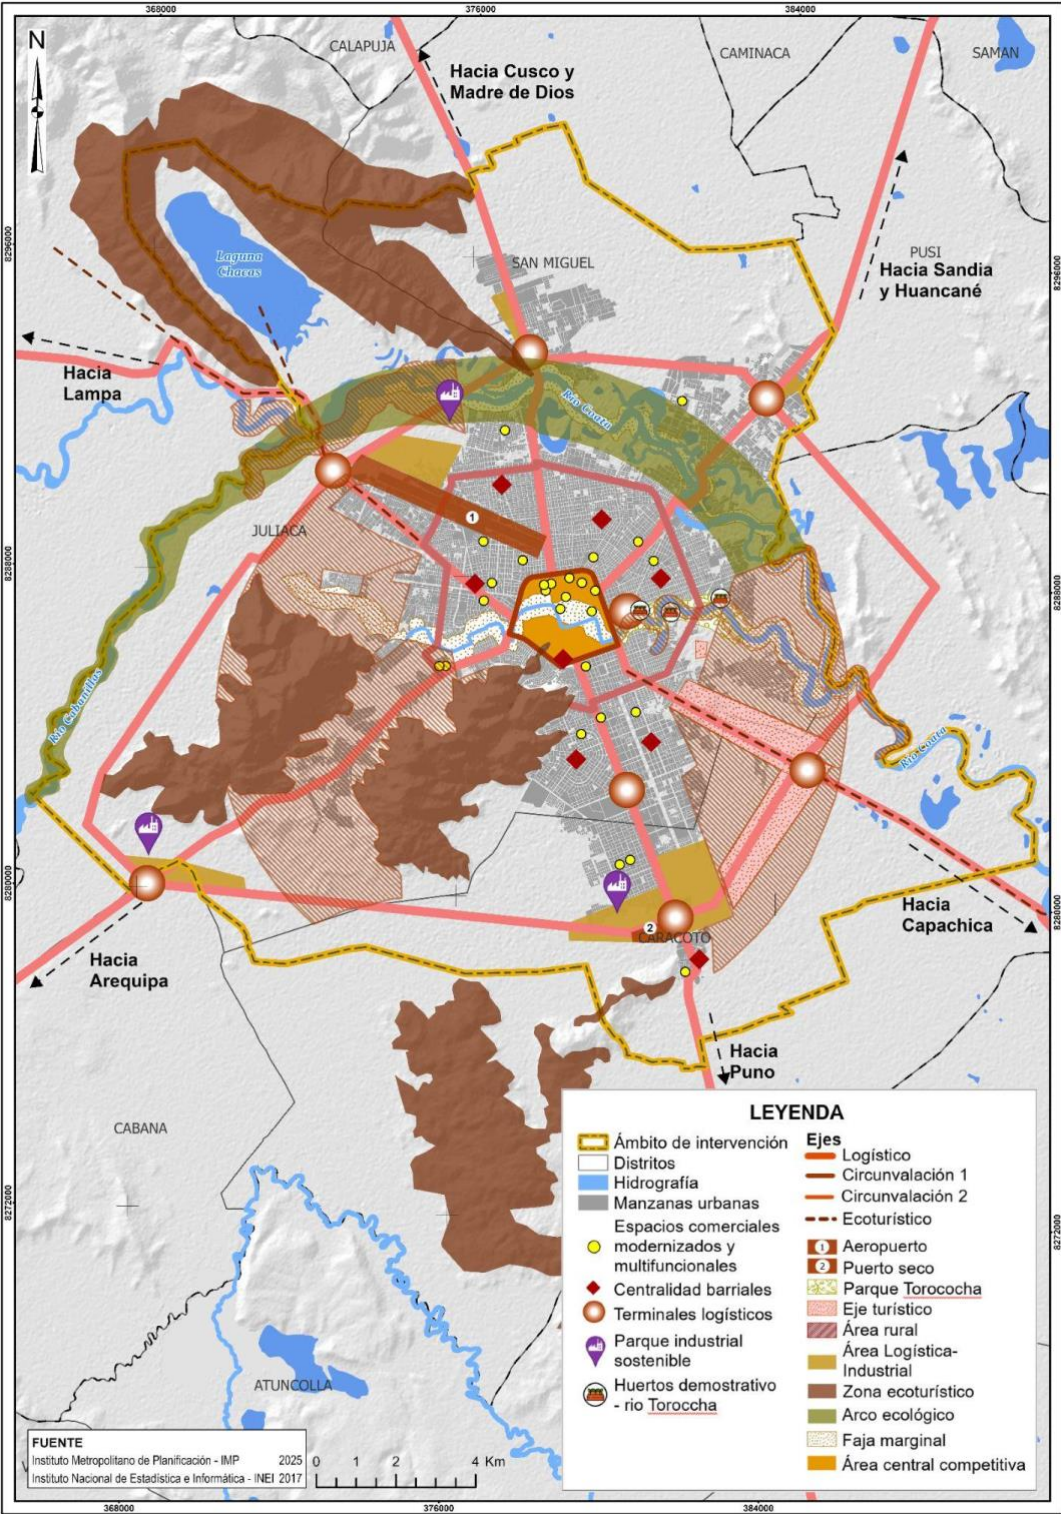 368000
376000
384000
N
CALAPUJA
CAMINACA
SAMAN
Hacia Cusco y
Madre de Dios
8296000
8296000
Laguna
Chacas
SAN MIGUEL
PUSI
Hacia Sandia
y Huancané
Hacia
Lampa
Río Coata
1
JULIACA
8288000
8288000
Río Cabanillas
Río Coata
8280000
8280000
Hacia
Capachica
2
CARACOTO
Hacia
Arequipa
Hacia
Puno
CABANA
8272000
8272000
ATUNCOLLA
LEYENDA
Ámbito de intervención
Distritos
Hidrografía
Manzanas urbanas
Espacios comerciales
modernizados y
multifuncionales
Centralidad barriales
Terminales logísticos
Parque industrial
sostenible
Huertos demostrativo
- rio Toroccha
Ejes
Logístico
Circunvalación 1
Circunvalación 2
Ecoturístico
1 Aeropuerto
2 Puerto seco
Parque Torococha
Eje turístico
Área rural
Área Logística-
Industrial
Zona ecoturístico
Arco ecológico
Faja marginal
Área central competitiva
FUENTE
Instituto Metropolitano de Planificación - IMP 2025
Instituto Nacional de Estadística e Informática - INEI 2017
0 1 2 4 Km
368000
376000
384000